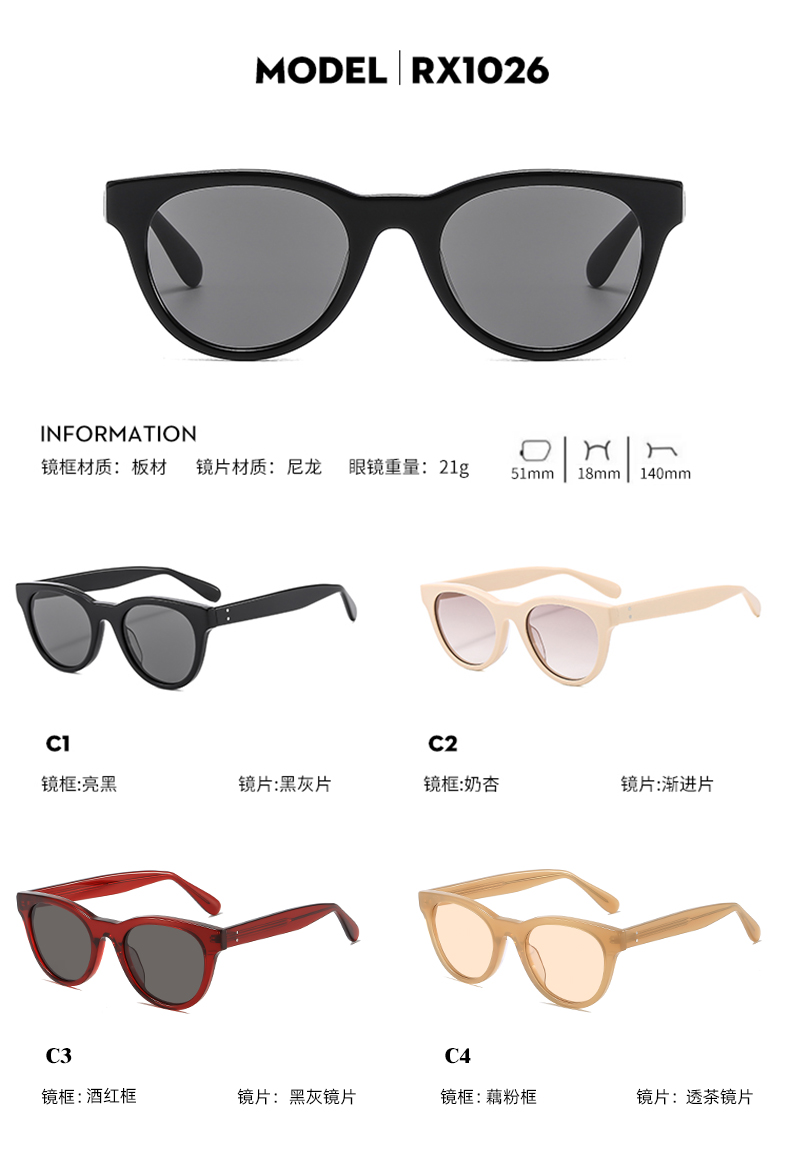 MODEL RX1026
INFORMATION
镜框材质：板材 镜片材质：尼龙 眼镜重量：21g
51mm 18mm 140mm
C1 C2
镜框:亮黑 镜片:黑灰片 镜框:奶杏 镜片:渐进片
C3 C4
镜框：酒红框 镜片：黑灰镜片 镜框：藕粉框 镜片：透茶镜片